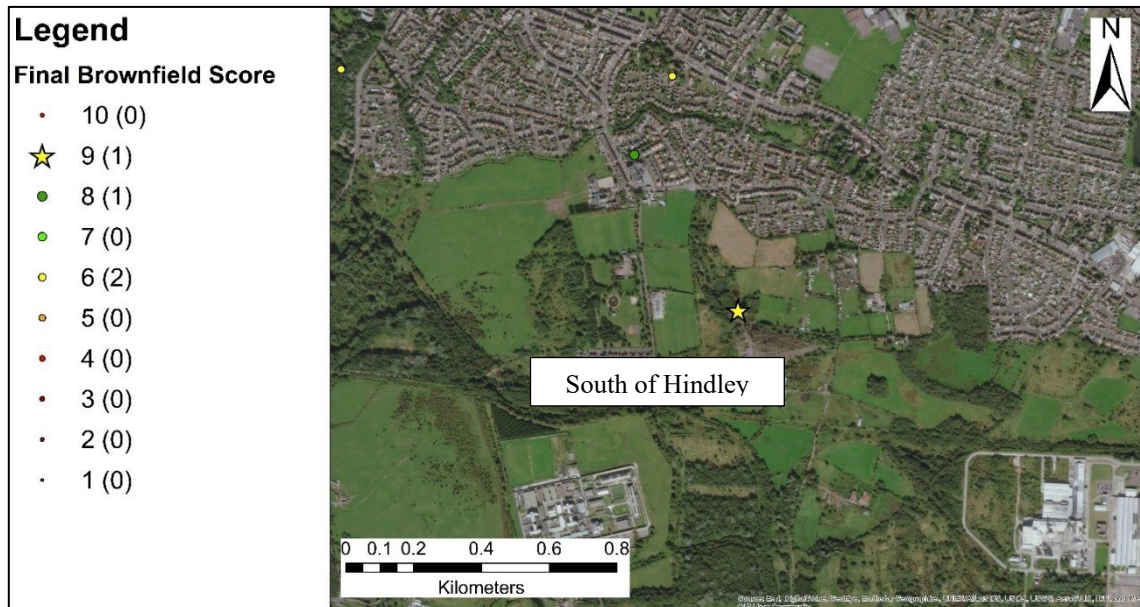 Legend
Final Brownfield Score
10 (0)
9 (1)
8 (1)
7 (0)
6 (2)
5 (0)
4 (0)
3 (0)
2 (0)
1 (0)
N
South of Hindley
0 0.1 0.2 0.4 0.6 0.8
Kilometers